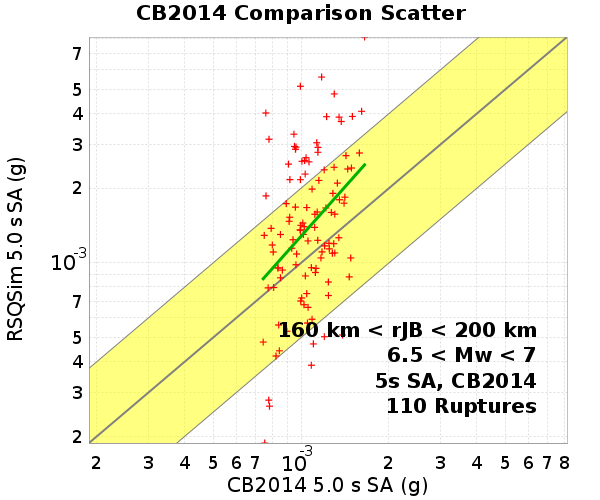 CB2014 Comparison Scatter
RSQSim 5.0 s SA (g)
7
5
4
3
2
10-3
7
5
4
3
2
160 km < rJB < 200 km
6.5 < Mw < 7
5s SA, CB2014
110 Ruptures
2 3 4 5 6 7 10-3 2 3 4 5 6 7 8
CB2014 5.0 s SA (g)